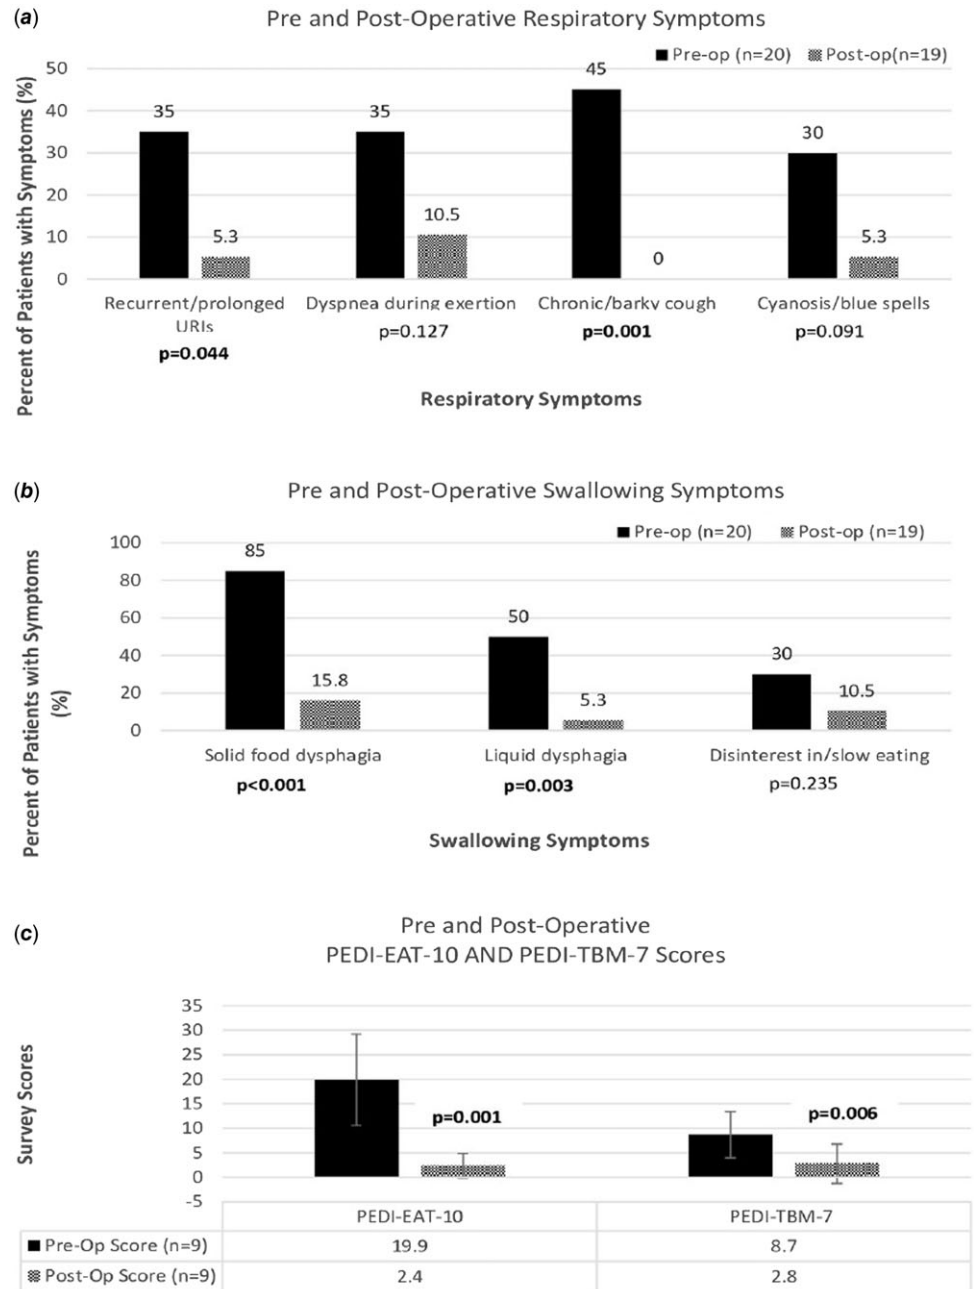 (a)
Pre and Post-Operative Respiratory Symptoms
Pre-op (n=20) Post-op(n=19)
Percent of Patients with Symptoms (%)
50
40
30
20
10
0
35 5.3 35 10.5 45 0 30 5.3
Recurrent/prolonged URIs
p=0.044
Dyspnea during exertion
p=0.127
Chronic/barky cough
p=0.001
Cyanosis/blue spells
p=0.091
Respiratory Symptoms
(b)
Pre and Post-Operative Swallowing Symptoms
Pre-op (n=20) Post-op (n=19)
Percent of Patients with Symptoms
(%)
100
80
60
40
20
0
85 15.8 50 5.3 30 10.5
Solid food dysphagia
p<0.001
Liquid dysphagia
p=0.003
Disinterest in/slow eating
p=0.235
Swallowing Symptoms
(c)
Pre and Post-Operative
PEDI-EAT-10 AND PEDI-TBM-7 Scores
Survey Scores
35
30
25
20
15
10
5
0
-5
p=0.001
p=0.006
PEDI-EAT-10 PEDI-TBM-7
Pre-Op Score (n=9) 19.9 8.7
Post-Op Score (n=9) 2.4 2.8